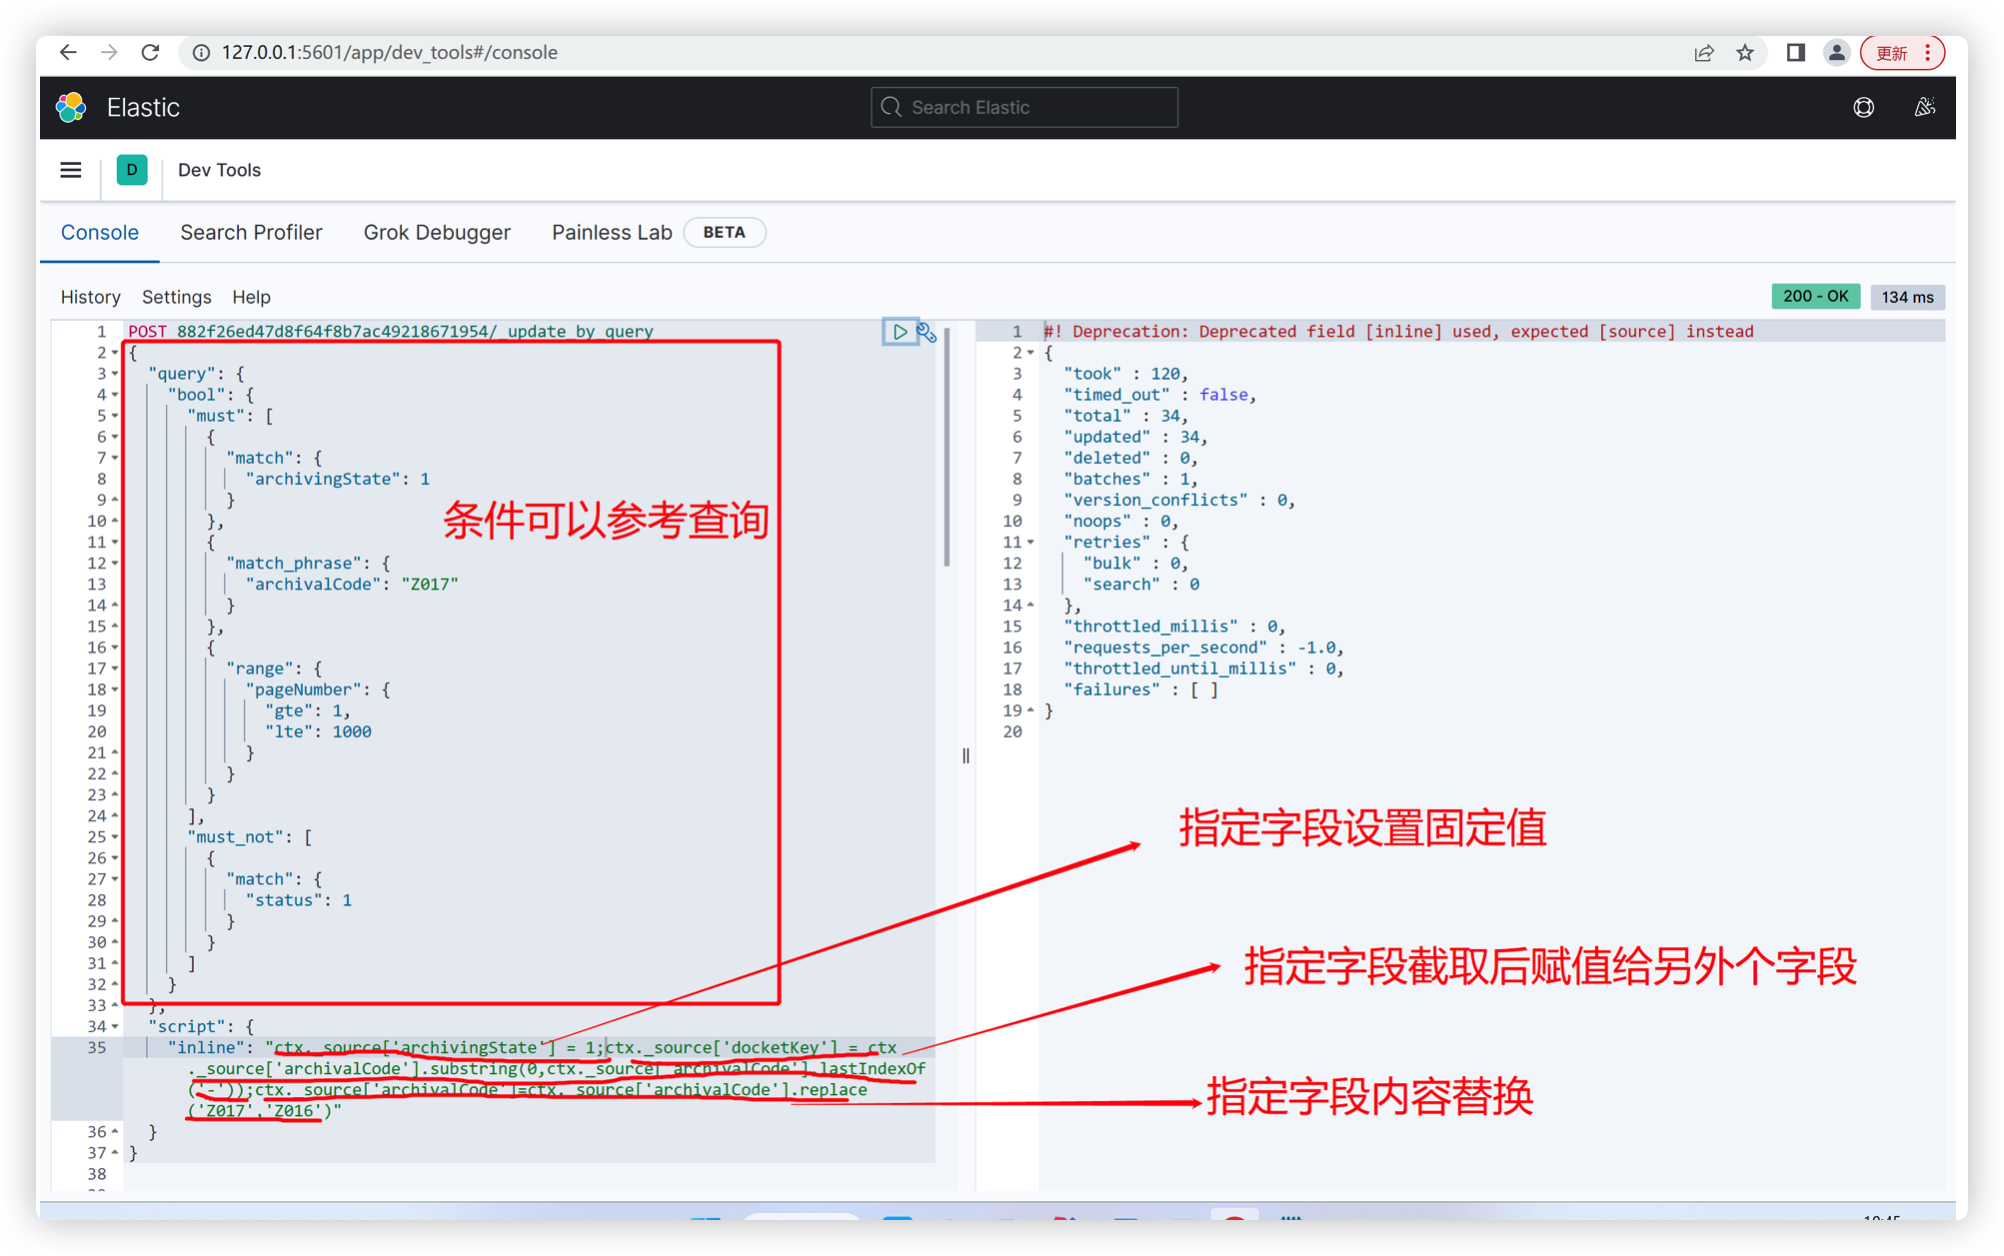 127.0.0.1:5601/app/dev_tools#/console
更新
Elastic
Search Elastic
D
Dev Tools
Console
Search Profiler
Grok Debugger
Painless Lab
BETA
History
Settings
Help
200 - OK
134 ms
1 POST 882f26ed47d8f64f8b7ac49218671954/_update_by_query
2 {
3 "query": {
4 "bool": {
5 "must": [
6 {
7 "match": {
8 "archivingState": 1
9 }
10 },
11 {
12 "match_phrase": {
13 "archivalCode": "Z017"
14 }
15 },
16 {
17 "range": {
18 "pageNumber": {
19 "gte": 1,
20 "lte": 1000
21 }
22 }
23 }
24 ],
25 "must_not": [
26 {
27 "match": {
28 "status": 1
29 }
30 }
31 ]
32 }
33 },
34 "script": {
35 "inline": "ctx._source['archivingState'] = 1;ctx._source['docketKey'] = ctx
._source['archivalCode'].substring(0,ctx._source['archivalCode'].lastIndexOf
('-'));ctx._source['archivalCode']=ctx._source['archivalCode'].replace
('Z017','Z016')"
36 }
37 }
38
条件可以参考查询
1 #! Deprecation: Deprecated field [inline] used, expected [source] instead
2 {
3 "took" : 120,
4 "timed_out" : false,
5 "total" : 34,
6 "updated" : 34,
7 "deleted" : 0,
8 "batches" : 1,
9 "version_conflicts" : 0,
10 "noops" : 0,
11 "retries" : {
12 "bulk" : 0,
13 "search" : 0
14 },
15 "throttled_millis" : 0,
16 "requests_per_second" : -1.0,
17 "throttled_until_millis" : 0,
18 "failures" : [ ]
19 }
20
指定字段设置固定值
指定字段截取后赋值给另外个字段
指定字段内容替换